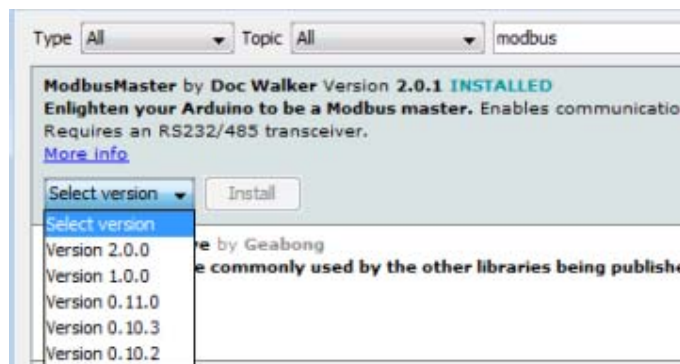 Type All Topic All modbus
ModbusMaster by Doc Walker Version 2.0.1 INSTALLED
Enlighten your Arduino to be a Modbus master. Enables
Requires an RS232/485 transceiver.
More info
Select version Install
Select version
Version 2.0.0
by Geabong
Version 1.0.0
commonly used by the other libraries being
Version 0.11.0
Version 0.10.3
Version 0.10.2